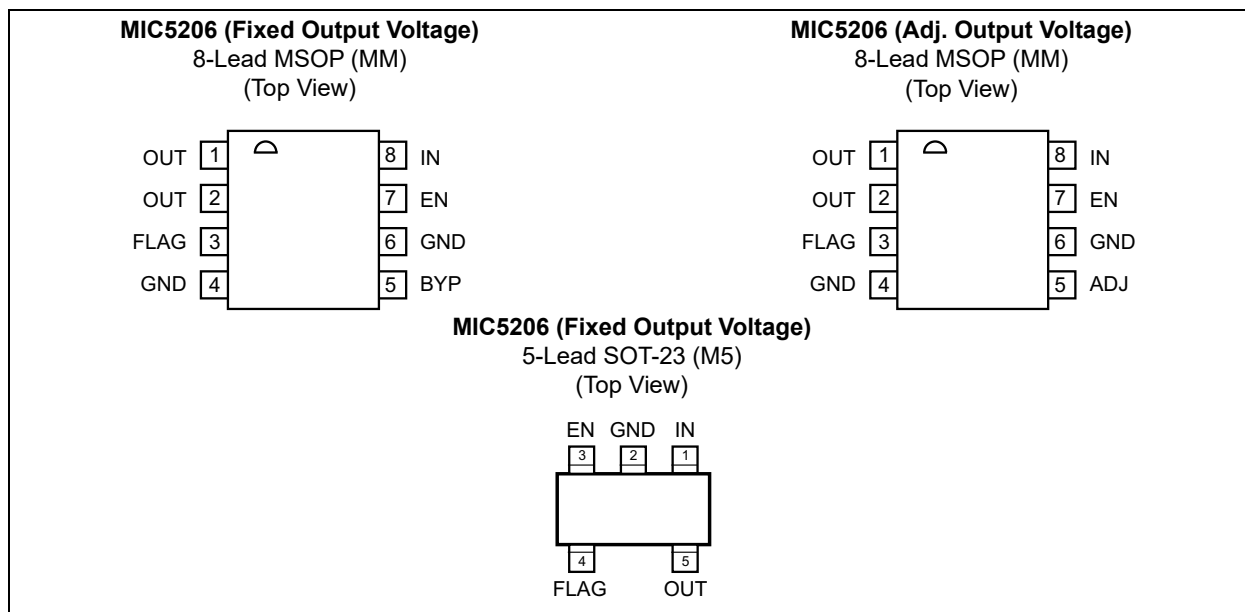 MIC5206 (Fixed Output Voltage)
8-Lead MSOP (MM)
(Top View)
OUT 1 8 IN
OUT 2 7 EN
FLAG 3 6 GND
GND 4 5 BYP
MIC5206 (Adj. Output Voltage)
8-Lead MSOP (MM)
(Top View)
OUT 1 8 IN
OUT 2 7 EN
FLAG 3 6 GND
GND 4 5 ADJ
MIC5206 (Fixed Output Voltage)
5-Lead SOT-23 (M5)
(Top View)
EN GND IN
3 2 1
4 5
FLAG OUT